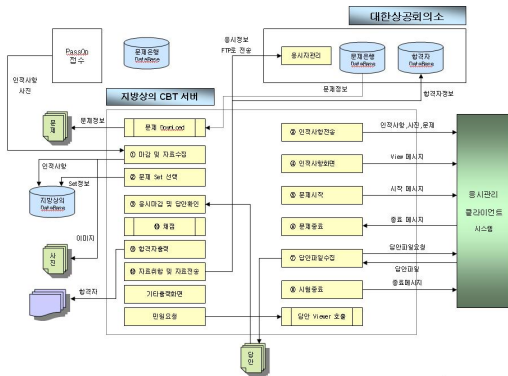 대한상공회의소
PassOn
접수
문제은행
DataBase
응시정보
FTP로 전송
응시자관리
문제은행
DataBase
합격자
DataBase
인적사항
사진
문제정보
합격자정보
지방상의 CBT 서버
문제
문제정보
문제 DownLoad
③ 인적사항전송
인적사항,사진,문제
① 마감 및 자료수집
④ 인적사항화면
View 메시지
인적사항
② 문제 Set 선택
Set정보
⑤ 문제시작
시작 메시지
지방상의
DataBase
⑨ 응시마감 및 답안확인
⑥ 문제종료
종료 메시지
응시관리
클라이언트
시스템
채점
이미지
합격자출력
⑦ 답안파일수집
답안파일요청
답안파일
사진
자료취합 및 자료전송
⑧ 시험종료
종료메시지
합격자
기타출력화면
민원요청
답안 Viewer 호출
답안